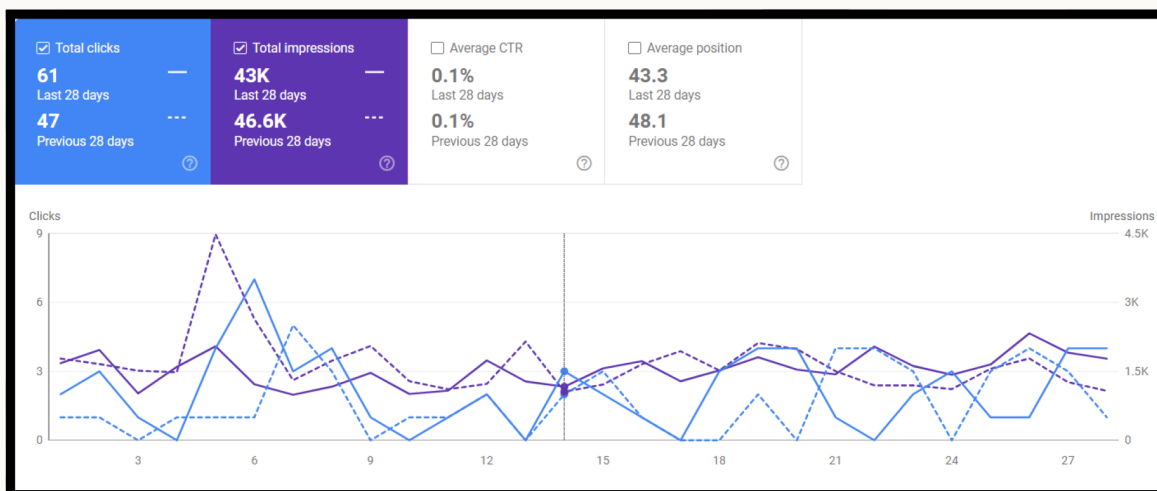 Total clicks
61
Last 28 days
47
Previous 28 days
Total impressions
43K
Last 28 days
46.6K
Previous 28 days
Average CTR
0.1%
Last 28 days
0.1%
Previous 28 days
Average position
43.3
Last 28 days
48.1
Previous 28 days
Clicks
Impressions
9
4.5K
6
3K
3
1.5K
0
0
3 6 9 12 15 18 21 24 27